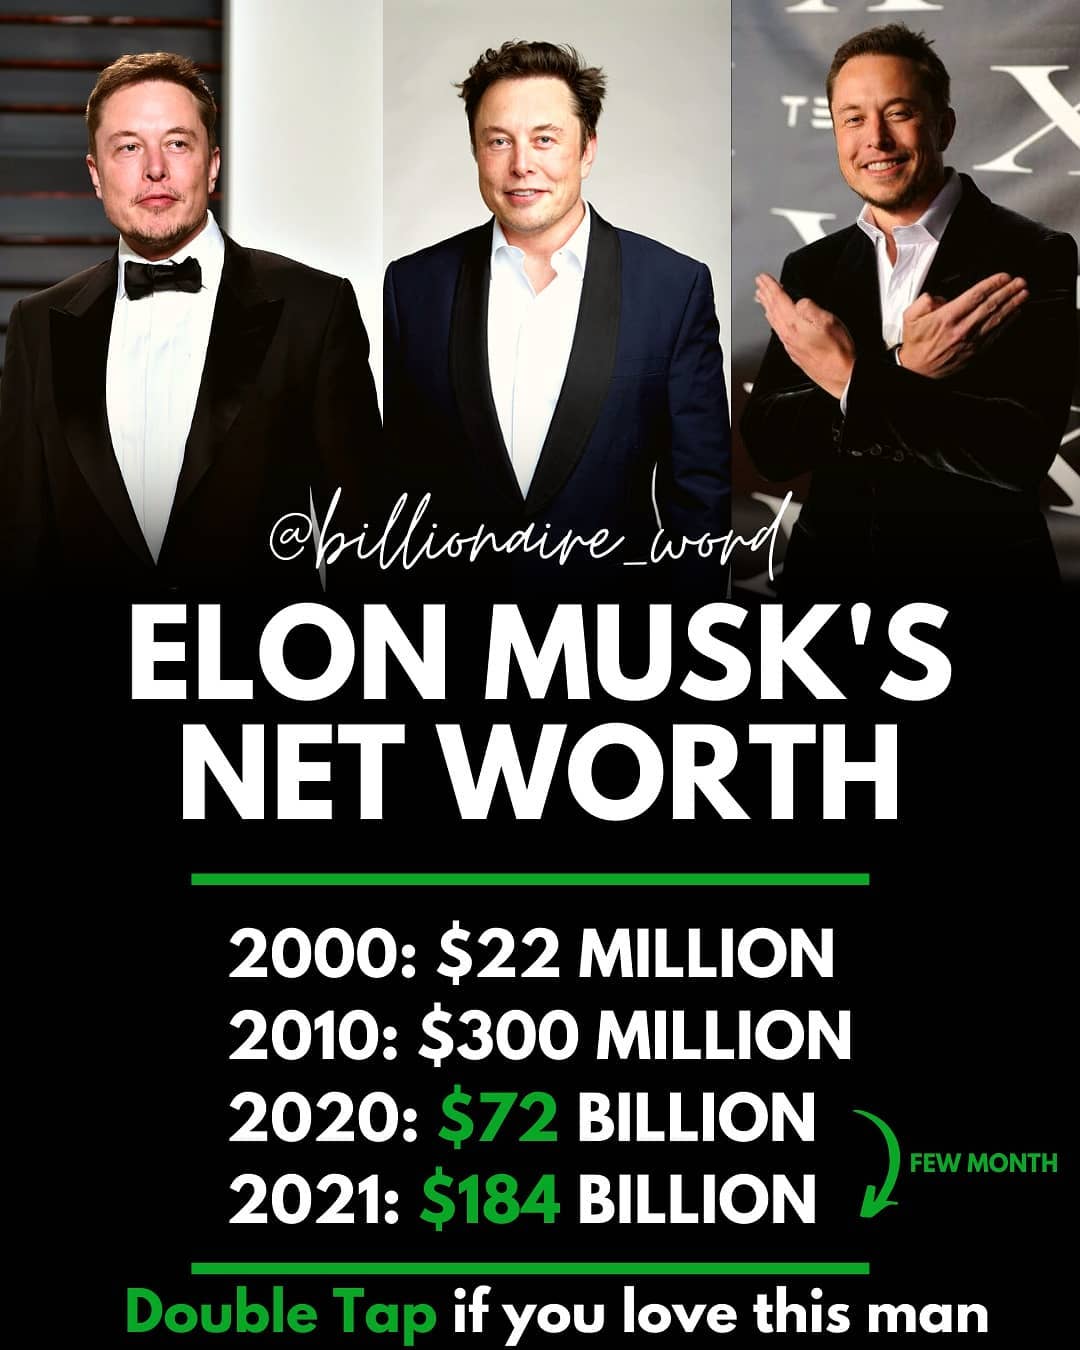 TE
X
@billionaire_word
ELON MUSK'S
NET WORTH
2000: $22 MILLION
2010: $300 MILLION
2020: $72 BILLION
FEW MONTH
2021: $184 BILLION
Double Tap if you love this man